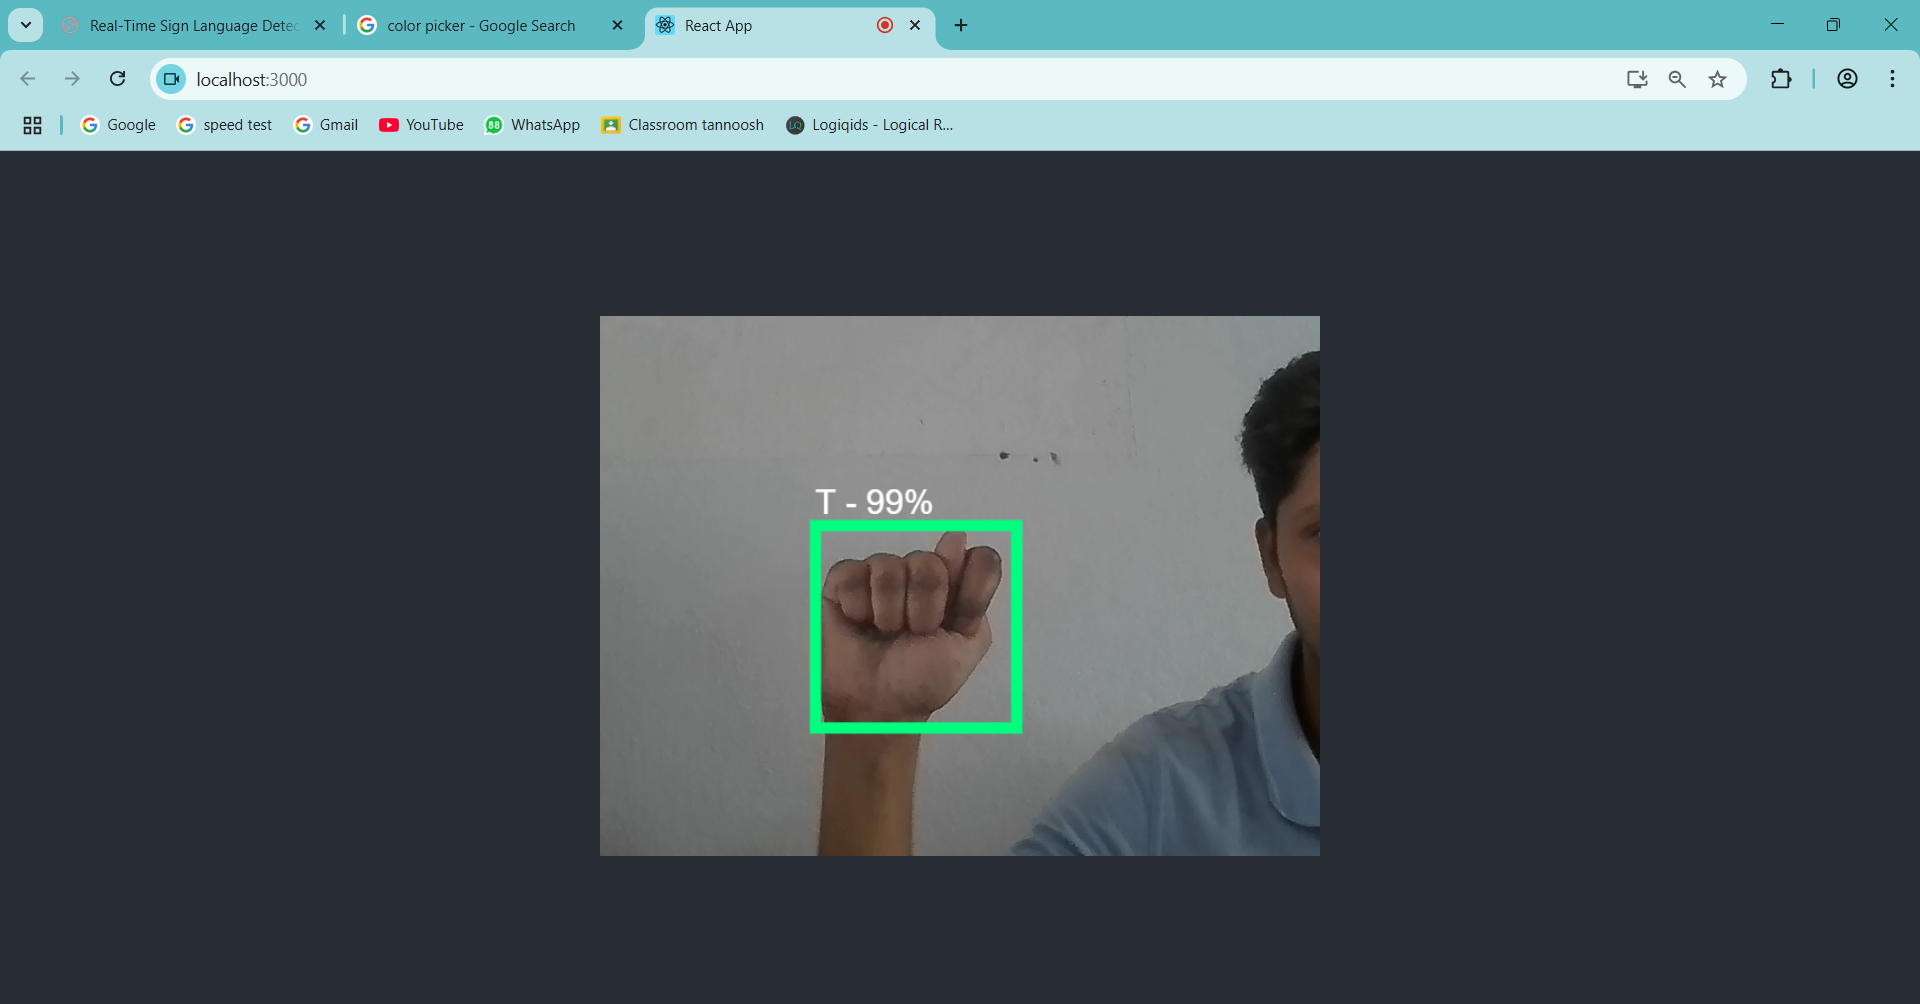 Real-Time Sign Language Detec
color picker - Google Search
React App
localhost:3000
Google
speed test
Gmail
YouTube
88
WhatsApp
Classroom tannoosh
Logiqids - Logical R...
T - 99%